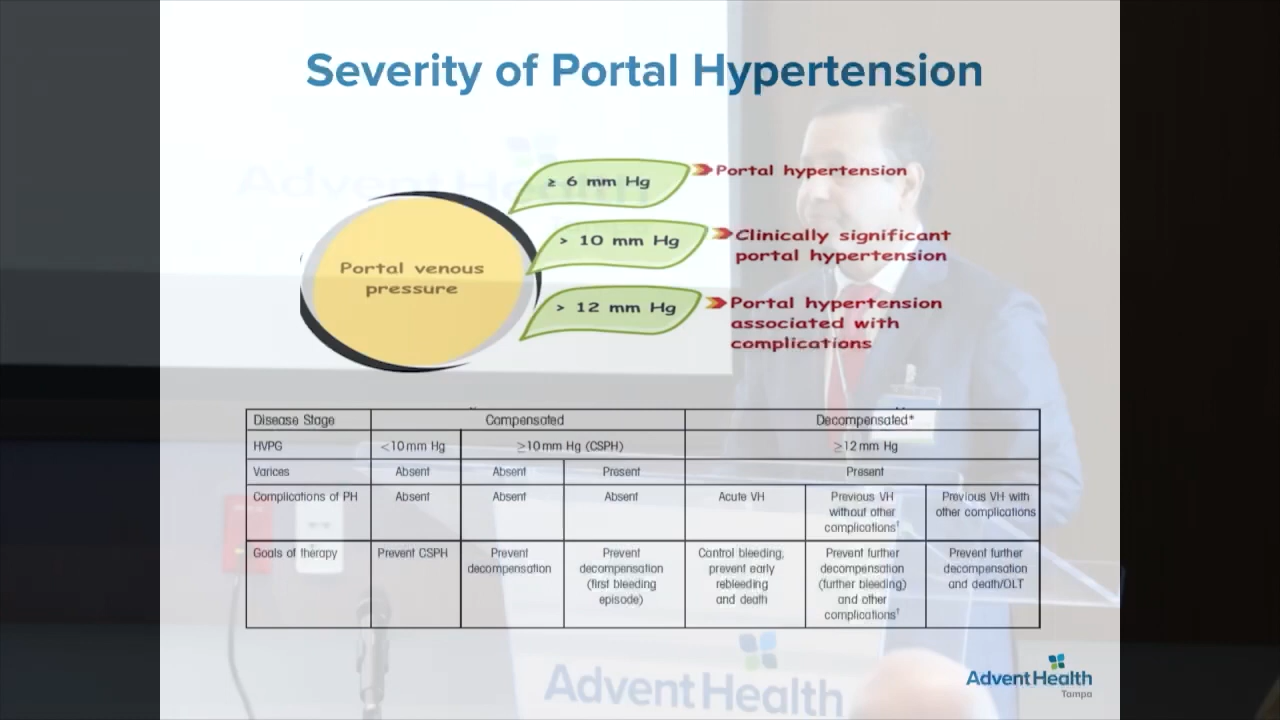 Severity of Portal Hypertension
Portal venous
pressure
≥ 6 mm Hg
Portal hypertension
> 10 mm Hg
Clinically significant
portal hypertension
> 12 mm Hg
Portal hypertension
associated with
complications
Disease Stage Compensated Decompensated*
HVPG <10 mm Hg ≥10 mm Hg (CSPH) ≥12 mm Hg
Varices Absent Absent Present Present
Complications of PH Absent Absent Absent Acute VH Previous VH Previous VH with
without other other complications
complications†
Goals of therapy Prevent CSPH Prevent Prevent Control bleeding, Prevent further Prevent further
decompensation decompensation prevent early decompensation decompensation
(first bleeding rebleeding (further bleeding) and death/OLT
episode) and death and other
complications†
AdventHealth
Tampa
AdventHealth
AdventHealth